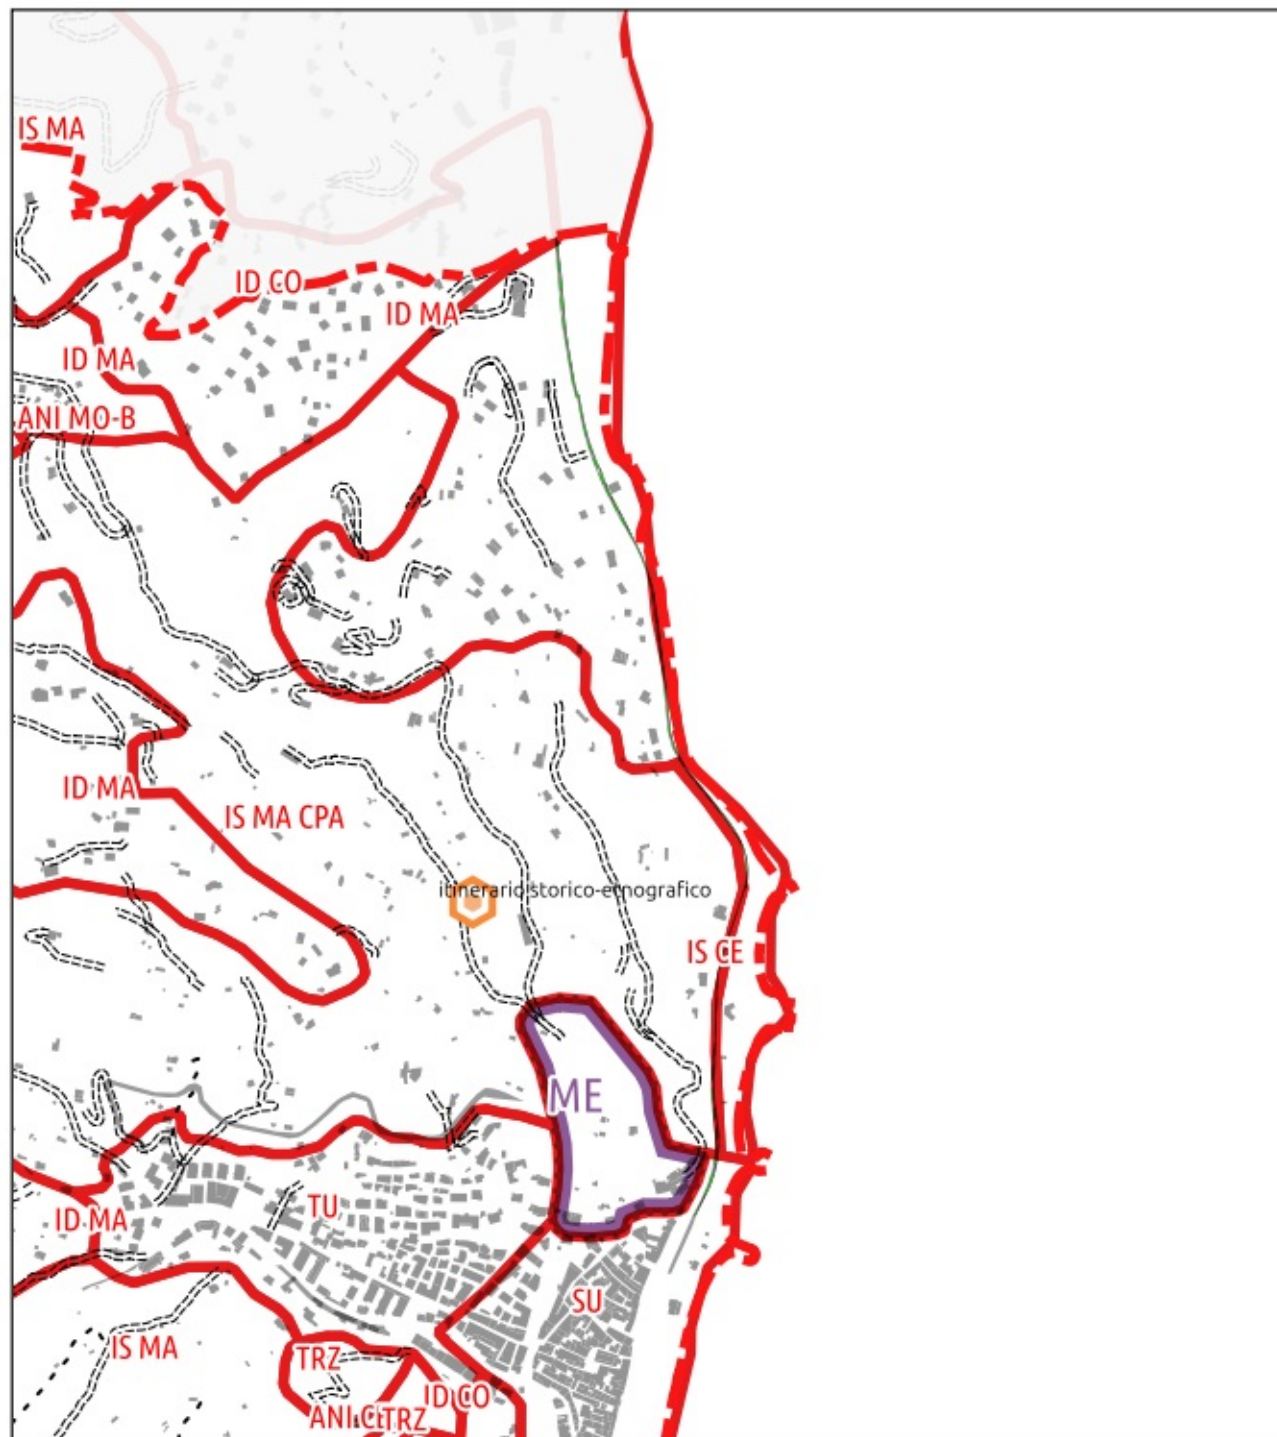 IS MA
ID CO
ID MA
ID MA
ANI MO-B
ID MA
IS MA CPA
itinerario storico-etnografico
IS CE
ME
TU
ID MA
SU
IS MA
TRZ
ID CO
TRZ